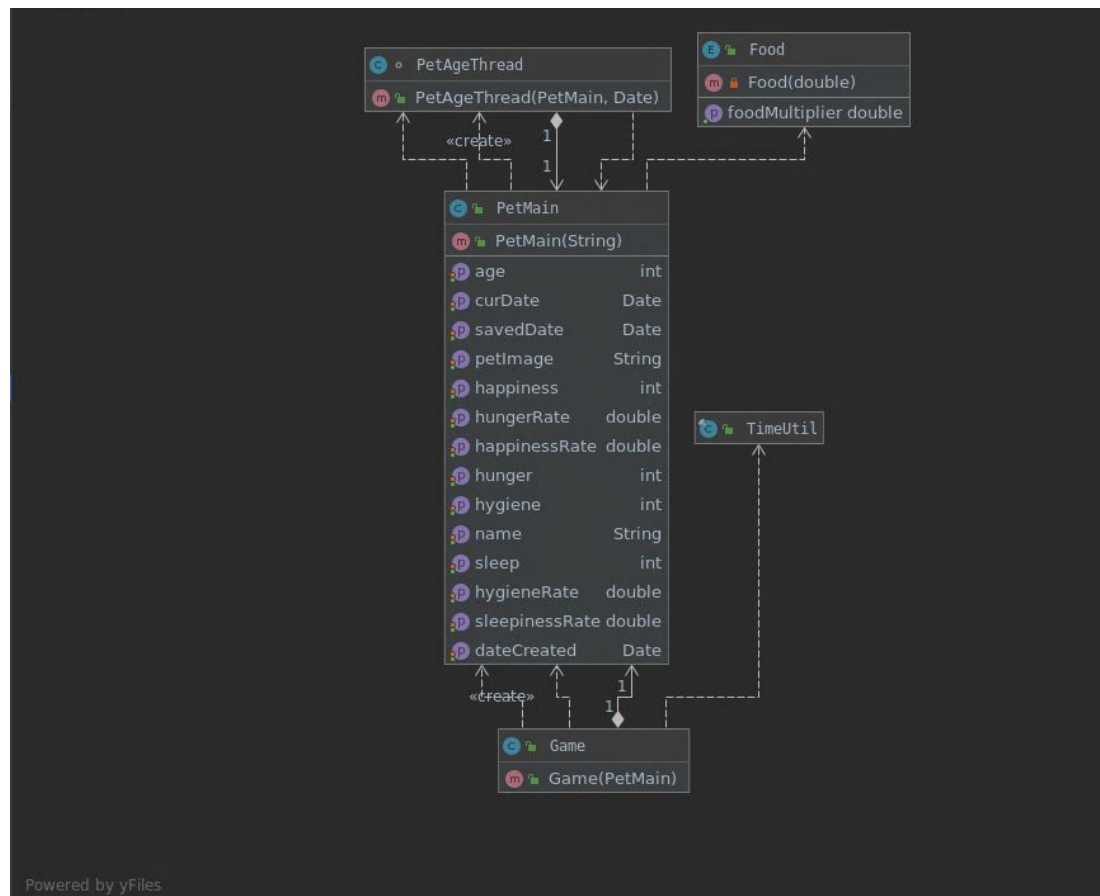 PetAgeThread
PetAgeThread(PetMain, Date)
Food
Food(double)
foodMultiplier double
«create»
1
1
PetMain
PetMain(String)
age int
curDate Date
savedDate Date
petImage String
happiness int
hungerRate double
happinessRate double
hunger int
hygiene int
name String
sleep int
hygieneRate double
sleepinessRate double
dateCreated Date
TimeUtil
«create»
1
1
Game
Game(PetMain)
Powered by yFiles